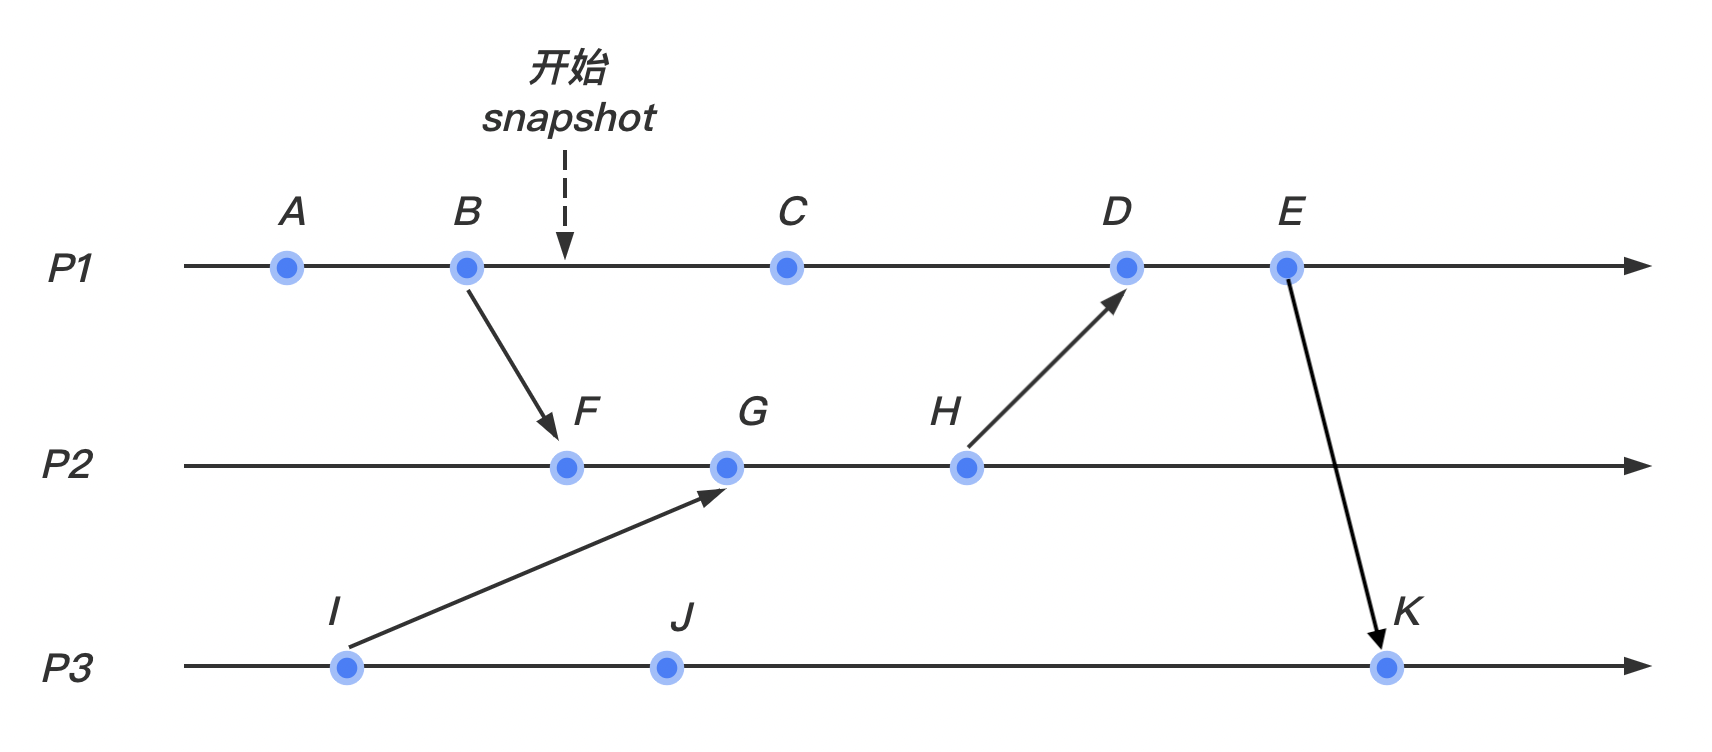 开始
snapshot
A B C D E
P1
F G H
P2
I J K
P3